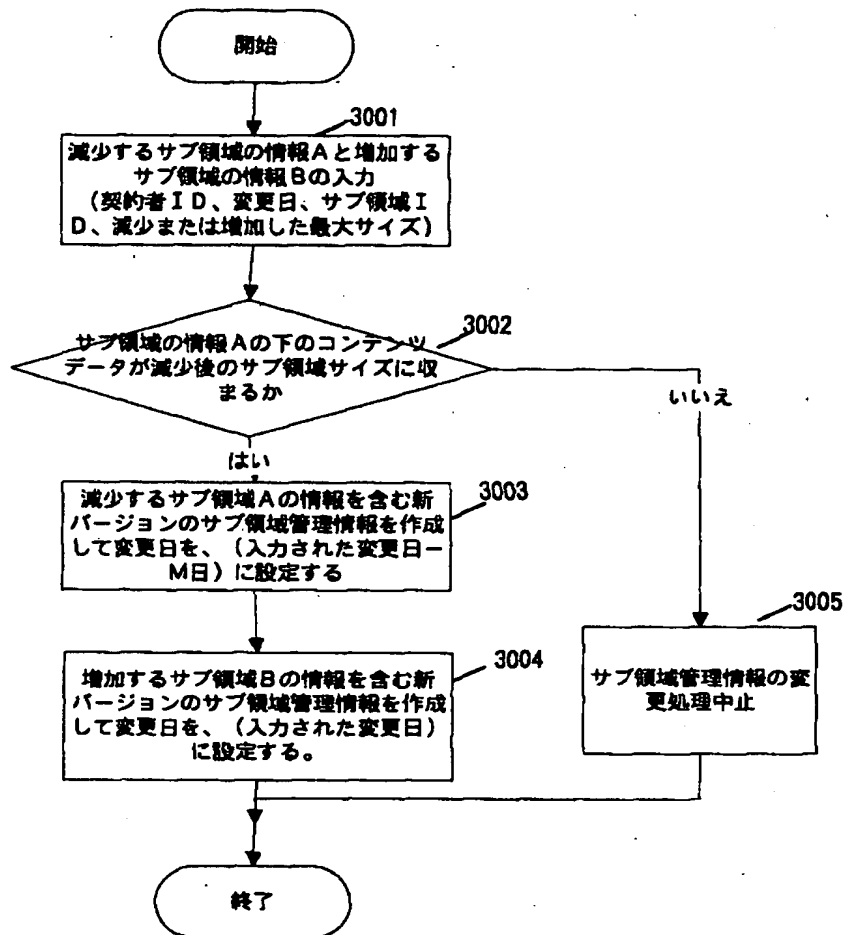 開始
3001
減少するサブ領域の情報Aと増加する
サブ領域の情報Bの入力
(契約者ID、変更日、サブ領域I
D、減少または増加した最大サイズ)
3002
サブ領域の情報Aの下のコンテンツ
データが減少後のサブ領域サイズに収
まるか
いいえ
はい
3003
減少するサブ領域Aの情報を含む新
バージョンのサブ領域管理情報を作成
して変更日を、(入力された変更日-
M日)に設定する
3005
サブ領域管理情報の変
更処理中止
3004
増加するサブ領域Bの情報を含む新
バージョンのサブ領域管理情報を作成
して変更日を、(入力された変更日)
に設定する。
終了